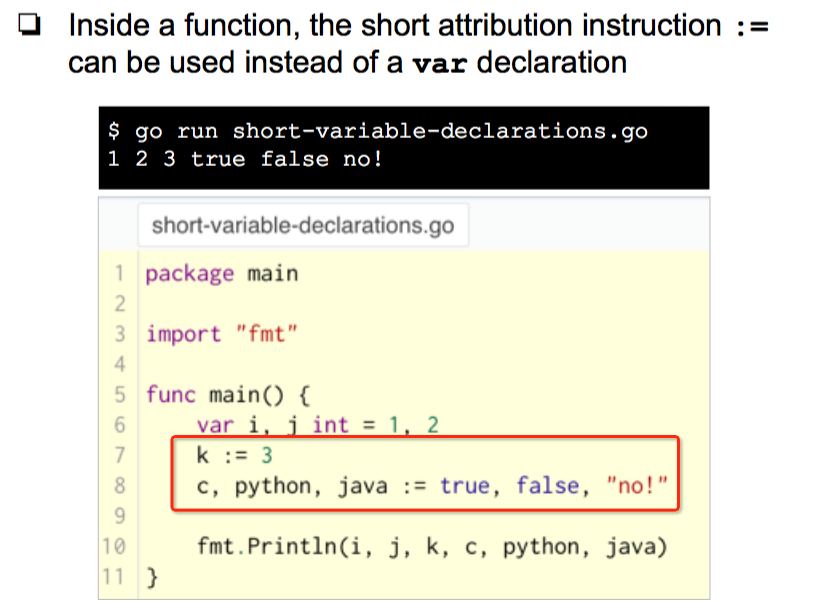 ❑ Inside a function, the short attribution instruction :=
can be used instead of a var declaration
$ go run short-variable-declarations.go
1 2 3 true false no!
short-variable-declarations.go
1 package main
2
3 import "fmt"
4
5 func main() {
6     var i, j int = 1, 2
7     k := 3
8     c, python, java := true, false, "no!"
9
10     fmt.Println(i, j, k, c, python, java)
11 }